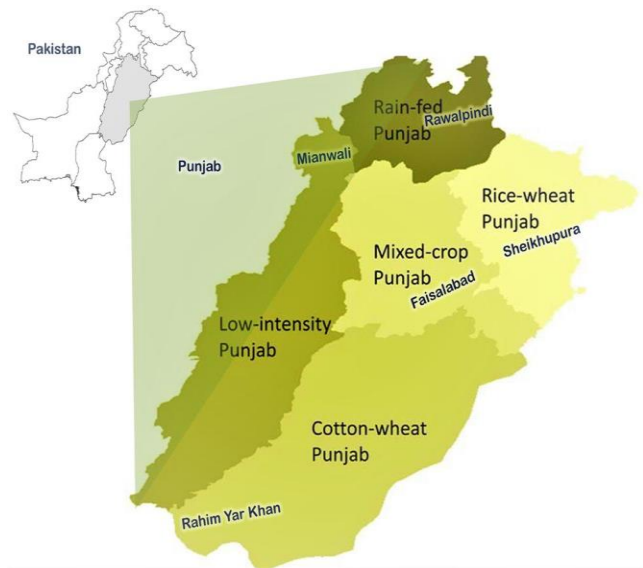 Pakistan
Rain-fed
Rawalpindi
Punjab
Mianwali
Punjab
Rice-wheat
Punjab
Sheikhupura
Mixed-crop
Punjab
Faisalabad
Low-intensity
Punjab
Cotton-wheat
Punjab
Rahim Yar Khan